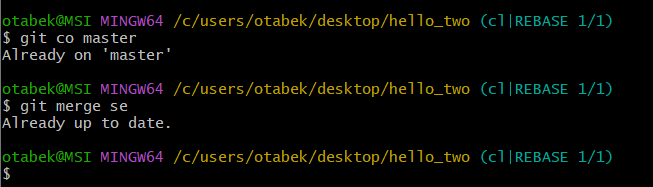 otabek@MSI MINGW64 /c/users/otabek/desktop/hello_two (cl|REBASE 1/1)
$ git co master
Already on 'master'
otabek@MSI MINGW64 /c/users/otabek/desktop/hello_two (cl|REBASE 1/1)
$ git merge se
Already up to date.
otabek@MSI MINGW64 /c/users/otabek/desktop/hello_two (cl|REBASE 1/1)
$